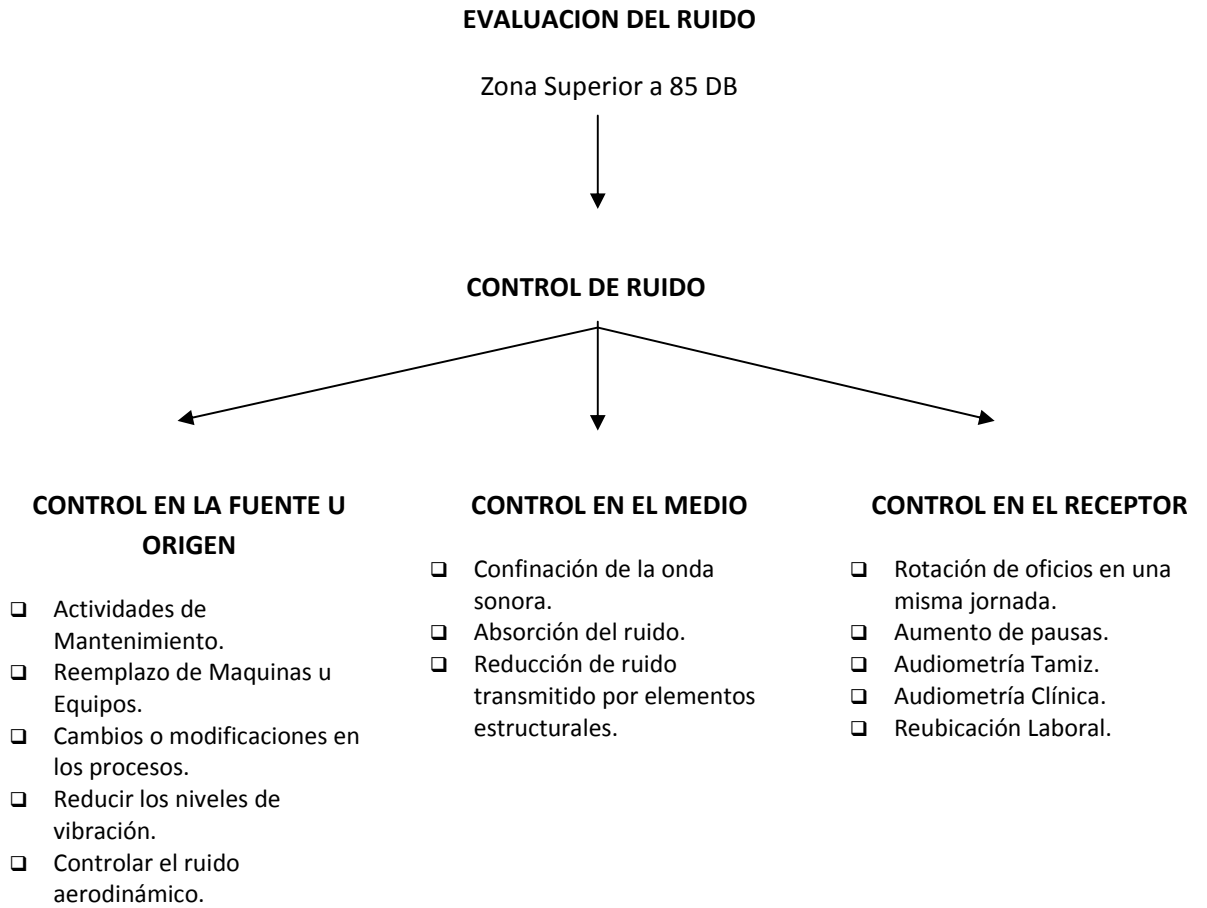 EVALUACION DEL RUIDO
Zona Superior a 85 DB
CONTROL DE RUIDO
CONTROL EN LA FUENTE U
ORIGEN
❑ Actividades de
Mantenimiento.
❑ Reemplazo de Maquinas u
Equipos.
❑ Cambios o modificaciones en
los procesos.
❑ Reducir los niveles de
vibración.
❑ Controlar el ruido
aerodinámico.
CONTROL EN EL MEDIO
❑ Confinación de la onda
sonora.
❑ Absorción del ruido.
❑ Reducción de ruido
transmitido por elementos
estructurales.
CONTROL EN EL RECEPTOR
❑ Rotación de oficios en una
misma jornada.
❑ Aumento de pausas.
❑ Audiometría Tamiz.
❑ Audiometría Clínica.
❑ Reubicación Laboral.